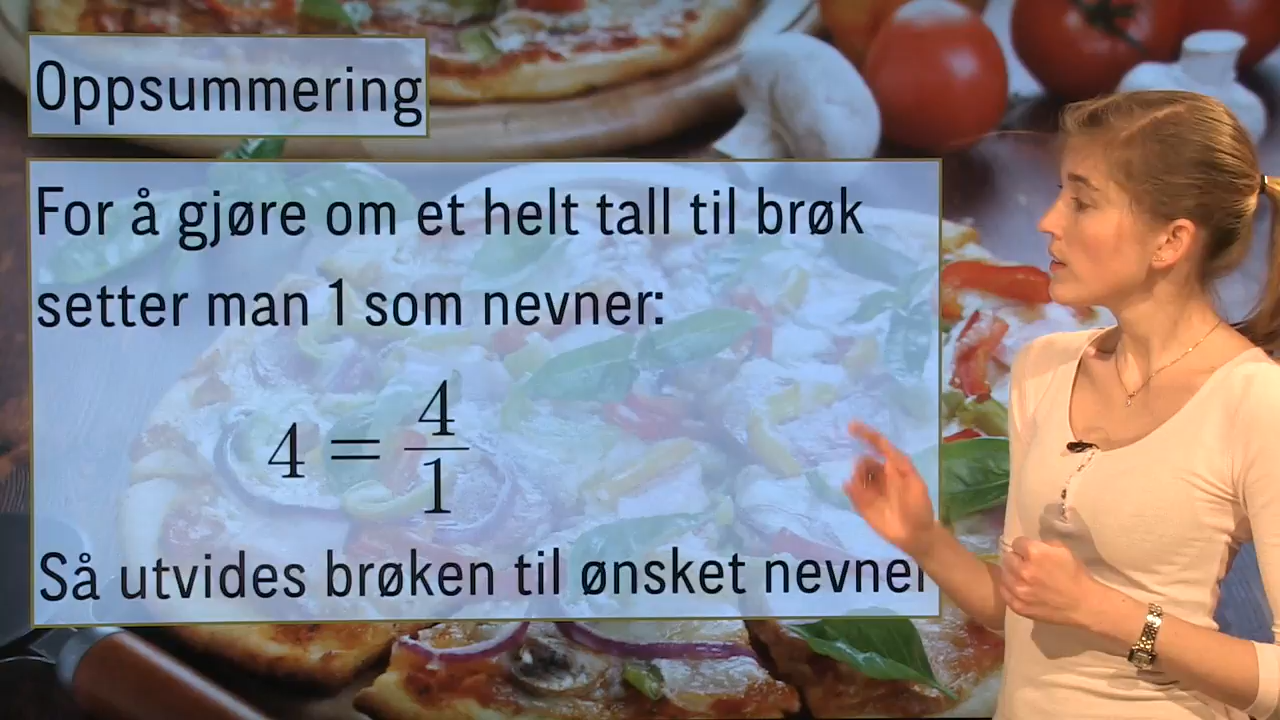 Oppsummering
For å gjøre om et helt tall til brøk
setter man 1 som nevner:
4 = 4/1
Så utvides brøken til ønsket nevner